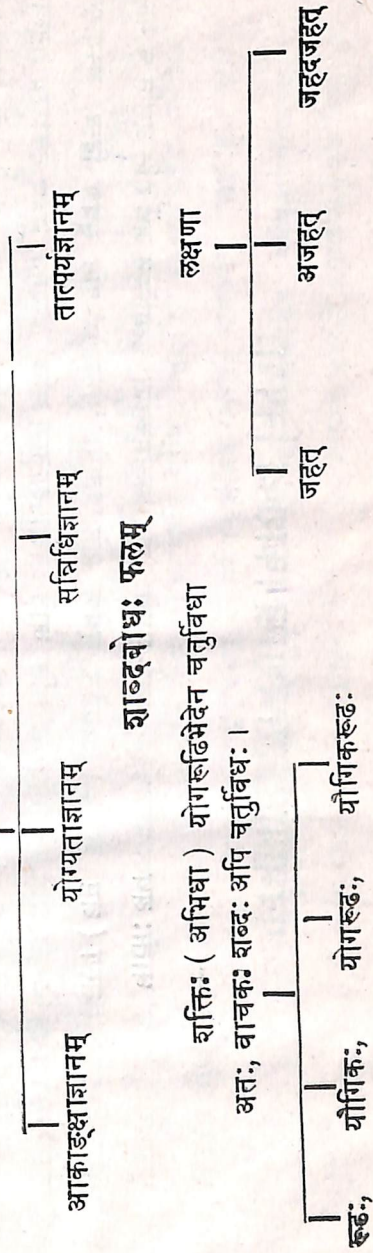 आकाङ्क्षाज्ञानम् योग्यताज्ञानम् सन्निधिज्ञानम् तात्पर्यज्ञानम्
शाब्दबोधः फलम्
शक्तिः ( अभिधा ) योगरूढिभेदेन चतुर्विधा
अतः, वाचकः शब्दः अपि चतुर्विधः ।
रूढः, यौगिकः, योगरूढः, यौगिकरूढः
लक्षणा
जहत् अजहत् जहदजहत्